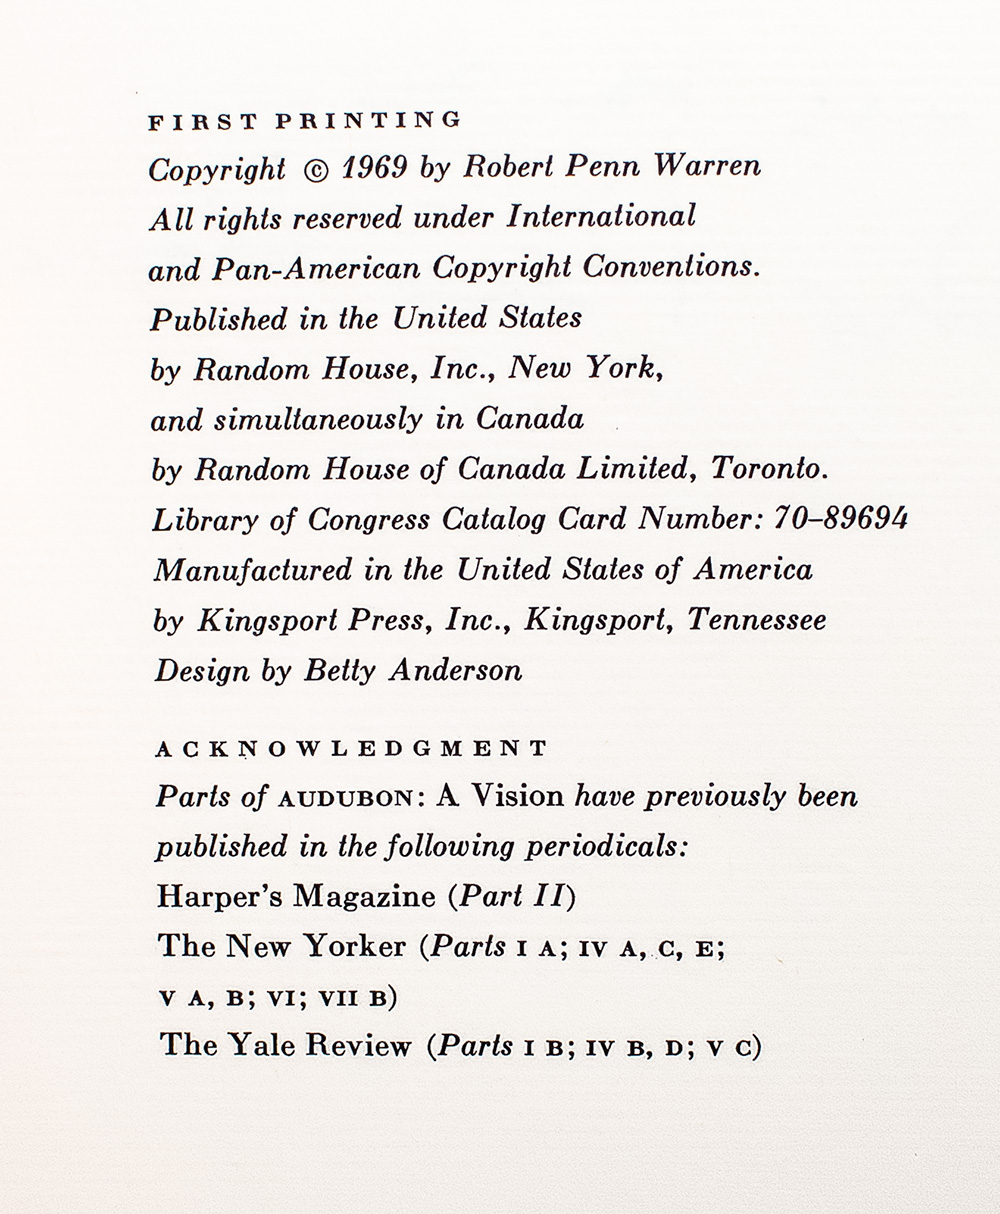 FIRST PRINTING
Copyright © 1969 by Robert Penn Warren
All rights reserved under International
and Pan-American Copyright Conventions.
Published in the United States
by Random House, Inc., New York,
and simultaneously in Canada
by Random House of Canada Limited, Toronto.
Library of Congress Catalog Card Number: 70–89694
Manufactured in the United States of America
by Kingsport Press, Inc., Kingsport, Tennessee
Design by Betty Anderson
ACKNOWLEDGMENT
Parts of AUDUBON: A Vision have previously been
published in the following periodicals:
Harper's Magazine (Part II)
The New Yorker (Parts I A; IV A, C, E;
V A, B; VI; VII B)
The Yale Review (Parts I B; IV B, D; V C)